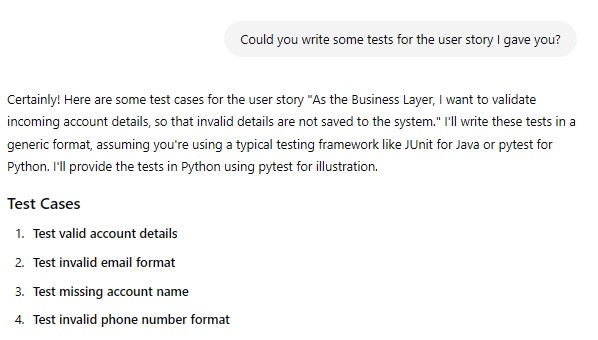 Could you write some tests for the user story I gave you?
Certainly! Here are some test cases for the user story "As the Business Layer, I want to validate
incoming account details, so that invalid details are not saved to the system." I'll write these tests in a
generic format, assuming you're using a typical testing framework like JUnit for Java or pytest for
Python. I'll provide the tests in Python using pytest for illustration.
Test Cases
1. Test valid account details
2. Test invalid email format
3. Test missing account name
4. Test invalid phone number format